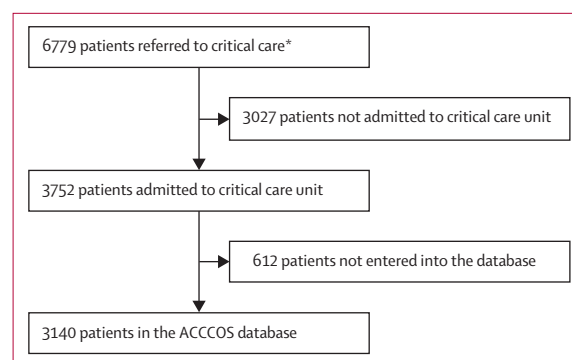 6779 patients referred to critical care*
3027 patients not admitted to critical care unit
3752 patients admitted to critical care unit
612 patients not entered into the database
3140 patients in the ACCCOS database